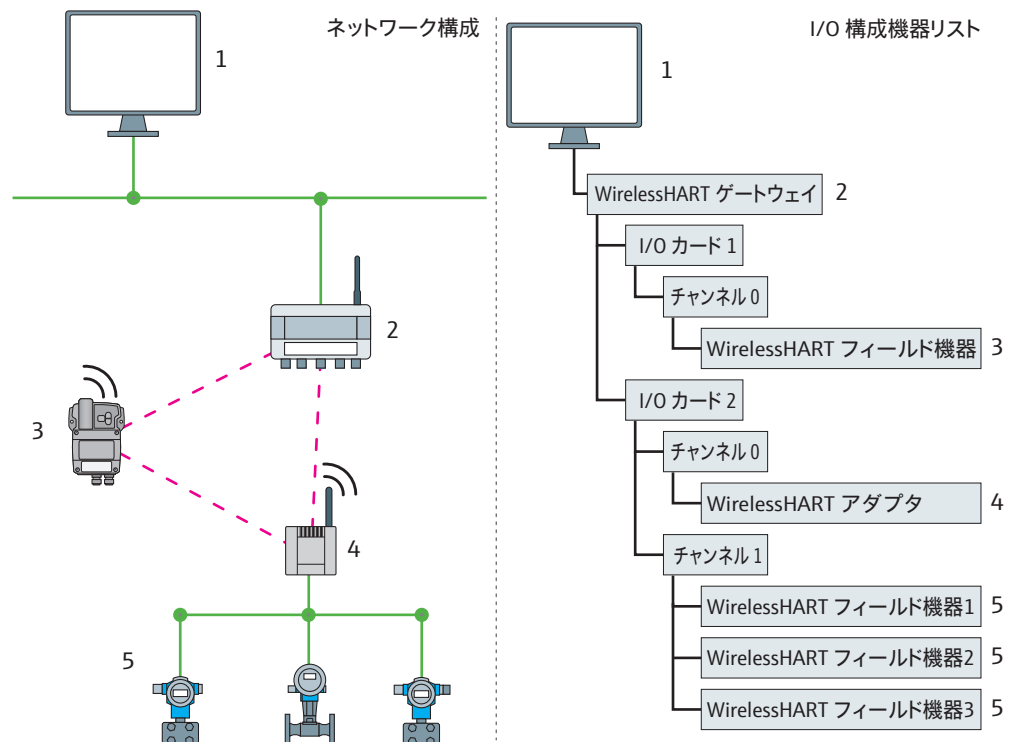 ネットワーク構成
1
2
3
4
5
I/O 構成機器リスト
1
WirelessHART ゲートウェイ 2
I/O カード 1
チャンネル 0
WirelessHART フィールド機器 3
I/O カード 2
チャンネル 0
WirelessHART アダプタ 4
チャンネル 1
WirelessHART フィールド機器1 5
WirelessHART フィールド機器2 5
WirelessHART フィールド機器3 5